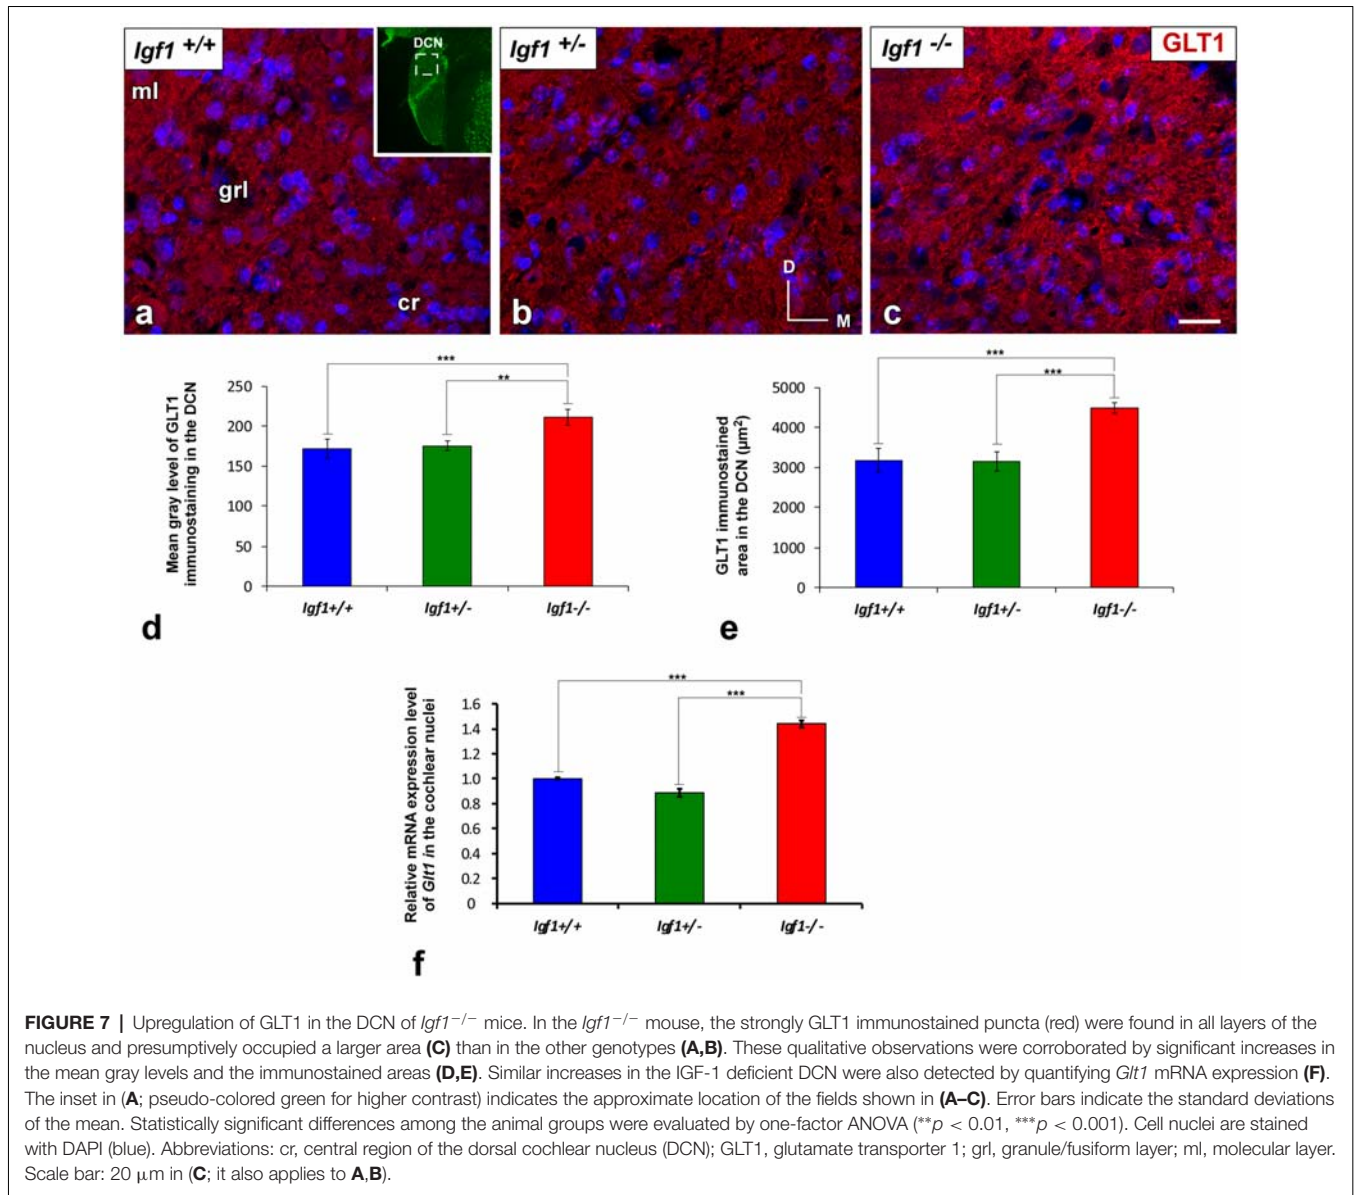 Igf1 +/+
DCN
ml
grl
cr
a
Igf1 +/-
D
M
b
Igf1 -/-
GLT1
c
***
**
Mean gray level of GLT1
immunostaining in the DCN
250
200
150
100
50
0
Igf1+/+
Igf1+/-
Igf1-/-
d
***
***
GLT1 immunostained
area in the DCN (µm²)
5000
4000
3000
2000
1000
0
Igf1+/+
Igf1+/-
Igf1-/-
e
***
***
Relative mRNA expression level
of Glt1 in the cochlear nuclei
1.6
1.4
1.2
1.0
0.8
0.6
0.4
0.2
0
Igf1+/+
Igf1+/-
Igf1-/-
f
FIGURE 7 | Upregulation of GLT1 in the DCN of Igf1−/− mice. In the Igf1−/− mouse, the strongly GLT1 immunostained puncta (red) were found in all layers of the
nucleus and presumptively occupied a larger area (C) than in the other genotypes (A,B). These qualitative observations were corroborated by significant increases in
the mean gray levels and the immunostained areas (D,E). Similar increases in the IGF-1 deficient DCN were also detected by quantifying Glt1 mRNA expression (F).
The inset in (A; pseudo-colored green for higher contrast) indicates the approximate location of the fields shown in (A–C). Error bars indicate the standard deviations
of the mean. Statistically significant differences among the animal groups were evaluated by one-factor ANOVA (**p < 0.01, ***p < 0.001). Cell nuclei are stained
with DAPI (blue). Abbreviations: cr, central region of the dorsal cochlear nucleus (DCN); GLT1, glutamate transporter 1; grl, granule/fusiform layer; ml, molecular layer.
Scale bar: 20 µm in (C; it also applies to A,B).